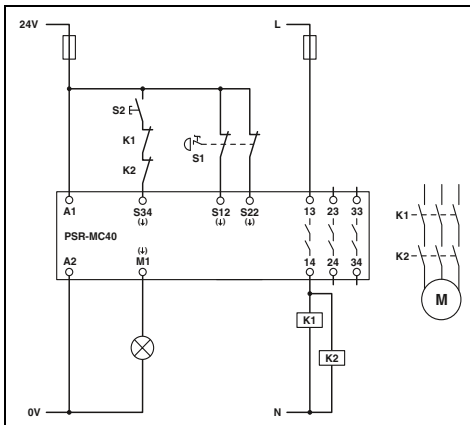 24V
L
S2
K1
K2
S1
A1
S34
(↓)
S12
(↓)
S22
(↓)
13
23
33
PSR-MC40
A2
(↓)
M1
14
24
34
K1
K2
M
K1
K2
0V
N